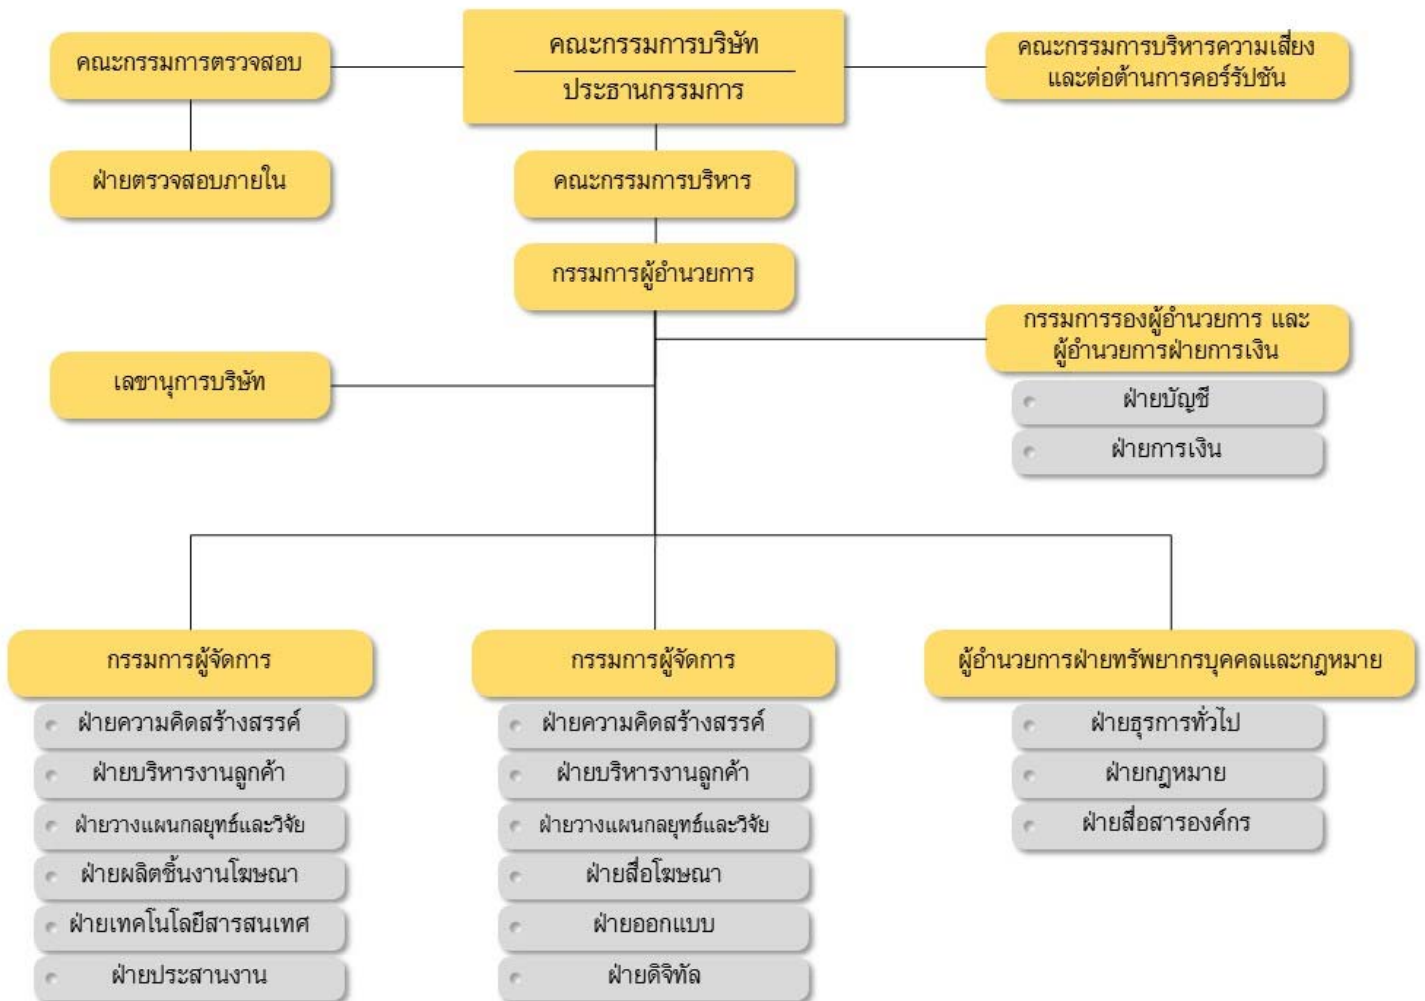 คณะกรรมการบริษัท
ประธานกรรมการ
คณะกรรมการตรวจสอบ
คณะกรรมการบริหารความเสี่ยง
และต่อต้านการคอร์รัปชัน
ฝ่ายตรวจสอบภายใน
คณะกรรมการบริหาร
กรรมการผู้อำนวยการ
กรรมการรองผู้อำนวยการ และ
ผู้อำนวยการฝ่ายการเงิน
ฝ่ายบัญชี
ฝ่ายการเงิน
เลขานุการบริษัท
กรรมการผู้จัดการ
ฝ่ายความคิดสร้างสรรค์
ฝ่ายบริหารงานลูกค้า
ฝ่ายวางแผนกลยุทธ์และวิจัย
ฝ่ายผลิตชิ้นงานโฆษณา
ฝ่ายเทคโนโลยีสารสนเทศ
ฝ่ายประสานงาน
กรรมการผู้จัดการ
ฝ่ายความคิดสร้างสรรค์
ฝ่ายบริหารงานลูกค้า
ฝ่ายวางแผนกลยุทธ์และวิจัย
ฝ่ายสื่อโฆษณา
ฝ่ายออกแบบ
ฝ่ายดิจิทัล
ผู้อำนวยการฝ่ายทรัพยากรบุคคลและกฎหมาย
ฝ่ายธุรการทั่วไป
ฝ่ายกฎหมาย
ฝ่ายสื่อสารองค์กร